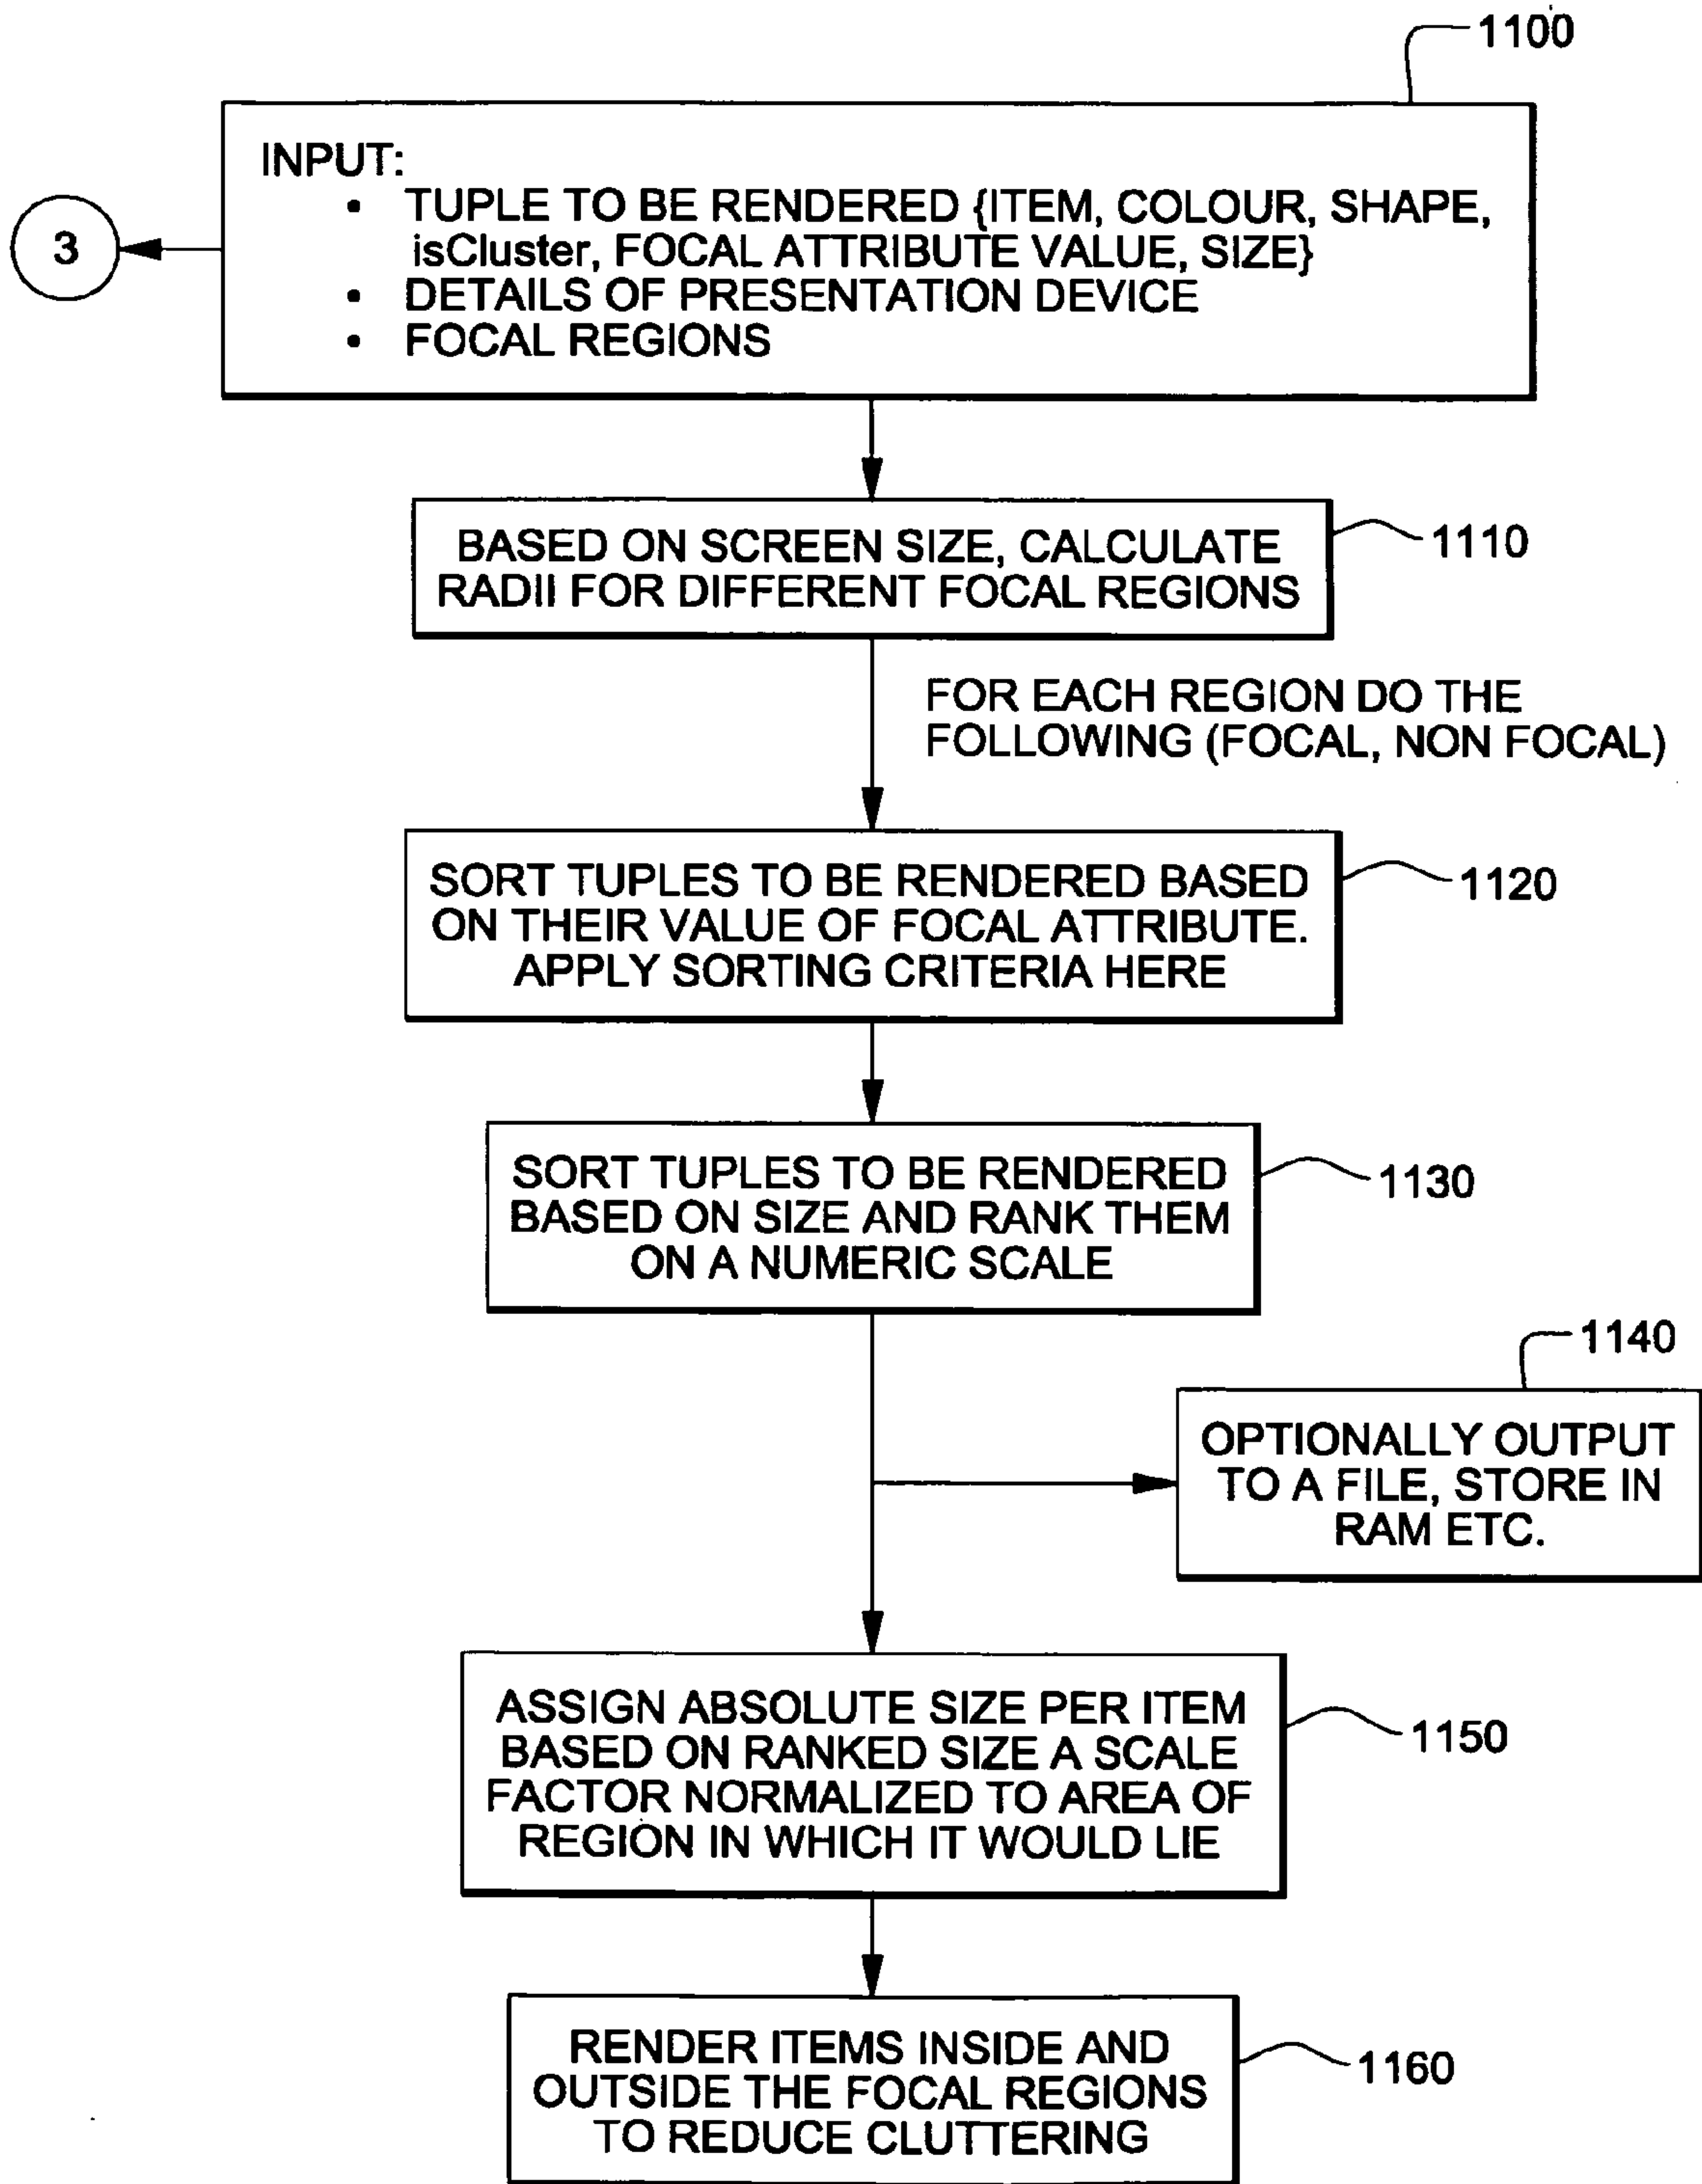 1100
INPUT:
• TUPLE TO BE RENDERED {ITEM, COLOUR, SHAPE,
isCluster, FOCAL ATTRIBUTE VALUE, SIZE}
• DETAILS OF PRESENTATION DEVICE
• FOCAL REGIONS
3
BASED ON SCREEN SIZE, CALCULATE
RADII FOR DIFFERENT FOCAL REGIONS
1110
FOR EACH REGION DO THE
FOLLOWING (FOCAL, NON FOCAL)
SORT TUPLES TO BE RENDERED BASED
ON THEIR VALUE OF FOCAL ATTRIBUTE.
APPLY SORTING CRITERIA HERE
1120
SORT TUPLES TO BE RENDERED
BASED ON SIZE AND RANK THEM
ON A NUMERIC SCALE
1130
1140
OPTIONALLY OUTPUT
TO A FILE, STORE IN
RAM ETC.
ASSIGN ABSOLUTE SIZE PER ITEM
BASED ON RANKED SIZE A SCALE
FACTOR NORMALIZED TO AREA OF
REGION IN WHICH IT WOULD LIE
1150
RENDER ITEMS INSIDE AND
OUTSIDE THE FOCAL REGIONS
TO REDUCE CLUTTERING
1160